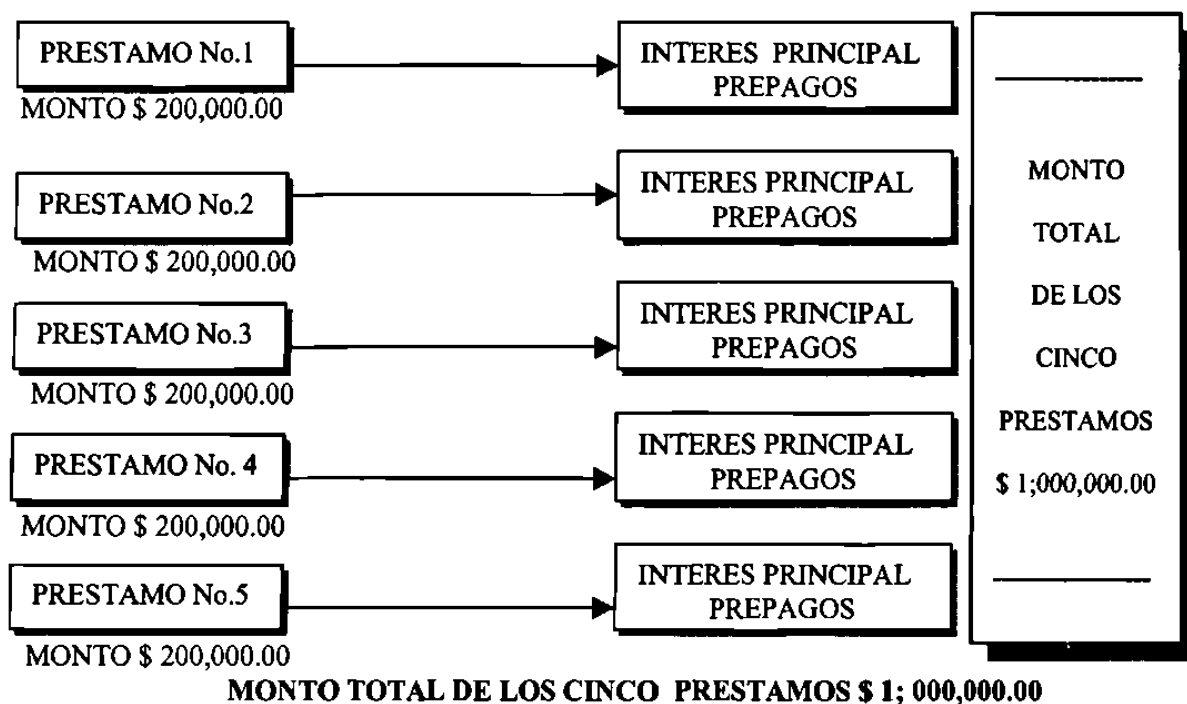 PRESTAMO No.1
MONTO $ 200,000.00
INTERES PRINCIPAL
PREPAGOS
PRESTAMO No.2
MONTO $ 200,000.00
INTERES PRINCIPAL
PREPAGOS
PRESTAMO No.3
MONTO $ 200,000.00
INTERES PRINCIPAL
PREPAGOS
PRESTAMO No. 4
MONTO $ 200,000.00
INTERES PRINCIPAL
PREPAGOS
PRESTAMO No.5
MONTO $ 200,000.00
INTERES PRINCIPAL
PREPAGOS
MONTO
TOTAL
DE LOS
CINCO
PRESTAMOS
$ 1;000,000.00
MONTO TOTAL DE LOS CINCO PRESTAMOS $ 1; 000,000.00